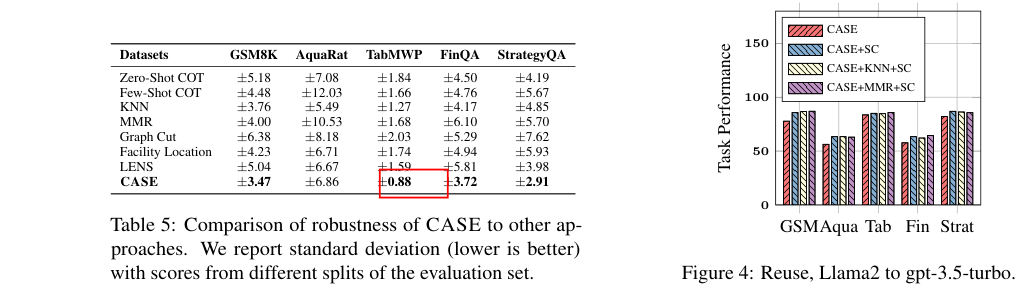 Datasets GSM8K AquaRat TabMWP FinQA StrategyQA
Zero-Shot COT ±5.18 ±7.08 ±1.84 ±4.50 ±4.19
Few-Shot COT ±4.48 ±12.03 ±1.66 ±4.76 ±5.67
KNN ±3.76 ±5.49 ±1.27 ±4.17 ±4.85
MMR ±4.00 ±10.53 ±1.68 ±6.10 ±5.70
Graph Cut ±6.38 ±8.18 ±2.03 ±5.29 ±7.62
Facility Location ±4.23 ±6.71 ±1.74 ±4.94 ±5.93
LENS ±5.04 ±6.67 ±1.59 ±5.81 ±3.98
CASE ±3.47 ±6.86 ±0.88 ±3.72 ±2.91
Table 5: Comparison of robustness of CASE to other ap-
proaches. We report standard deviation (lower is better)
with scores from different splits of the evaluation set.
Task Performance
150
100
50
0
CASE
CASE+SC
CASE+KNN+SC
CASE+MMR+SC
GSM Aqua Tab Fin Strat
Figure 4: Reuse, Llama2 to gpt-3.5-turbo.